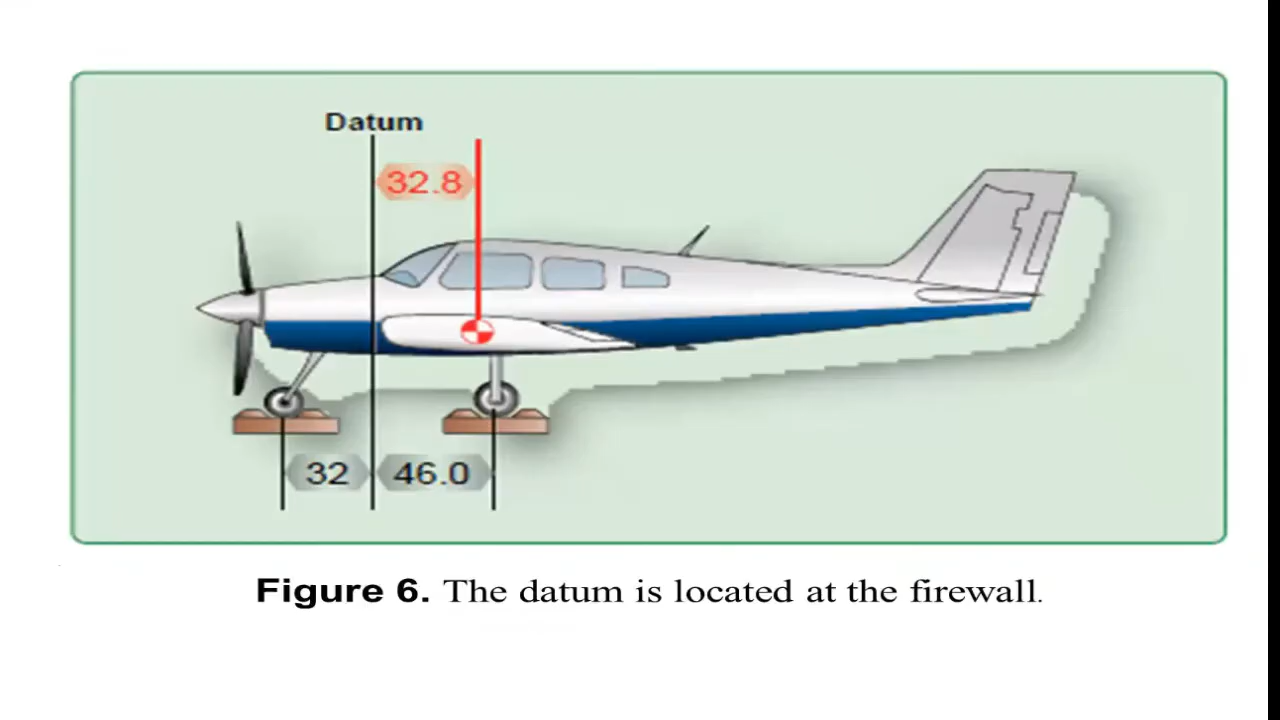 Datum
32.8
32 46.0
Figure 6. The datum is located at the firewall.